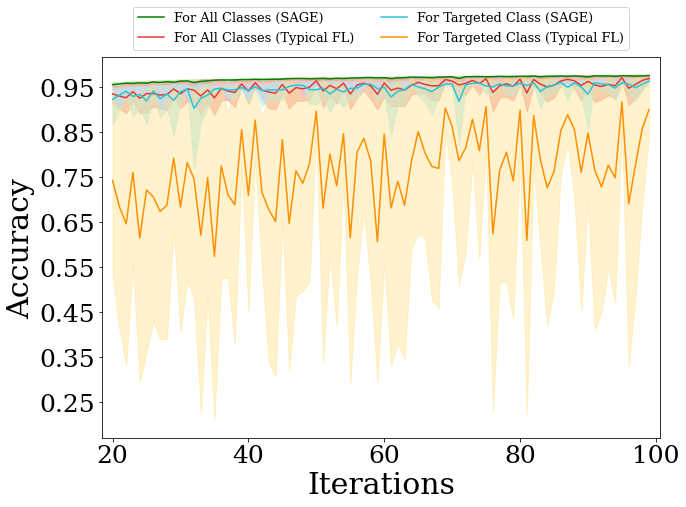 For All Classes (SAGE)
For All Classes (Typical FL)
For Targeted Class (SAGE)
For Targeted Class (Typical FL)
0.95
0.85
0.75
0.65
0.55
0.45
0.35
0.25
Accuracy
20 40 60 80 100
Iterations